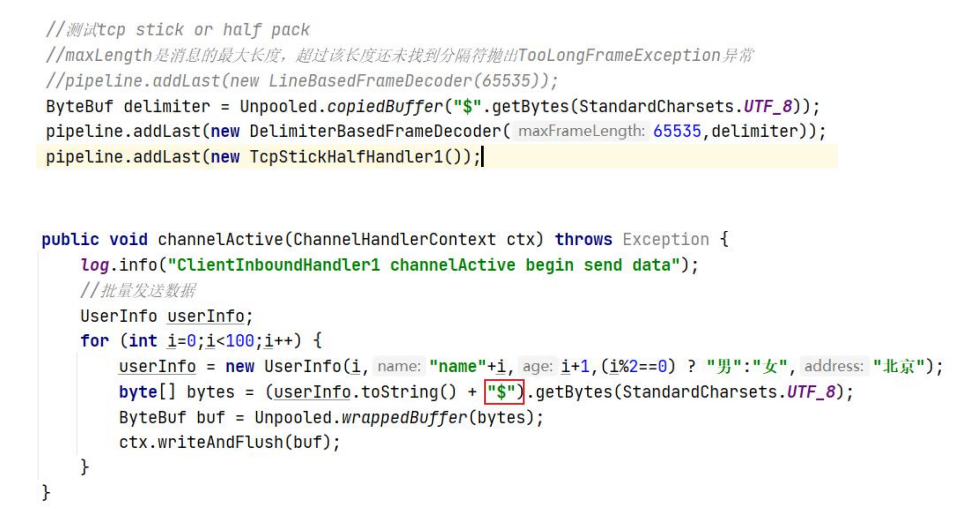 //测试tcp stick or half pack
//maxLength是消息的最大长度，超过该长度还未找到分隔符抛出TooLongFrameException异常
//pipeline.addLast(new LineBasedFrameDecoder(65535));
ByteBuf delimiter = Unpooled.copiedBuffer("$".getBytes(StandardCharsets.UTF_8));
pipeline.addLast(new DelimiterBasedFrameDecoder( maxFrameLength: 65535,delimiter));
pipeline.addLast(new TcpStickHalfHandler1());
public void channelActive(ChannelHandlerContext ctx) throws Exception {
log.info("ClientInboundHandler1 channelActive begin send data");
//批量发送数据
UserInfo userInfo;
for (int i=0;i<100;i++) {
userInfo = new UserInfo(i, name: "name"+i, age: i+1,(i%2==0) ? "男":"女", address: "北京");
byte[] bytes = (userInfo.toString() + "$").getBytes(StandardCharsets.UTF_8);
ByteBuf buf = Unpooled.wrappedBuffer(bytes);
ctx.writeAndFlush(buf);
}
}